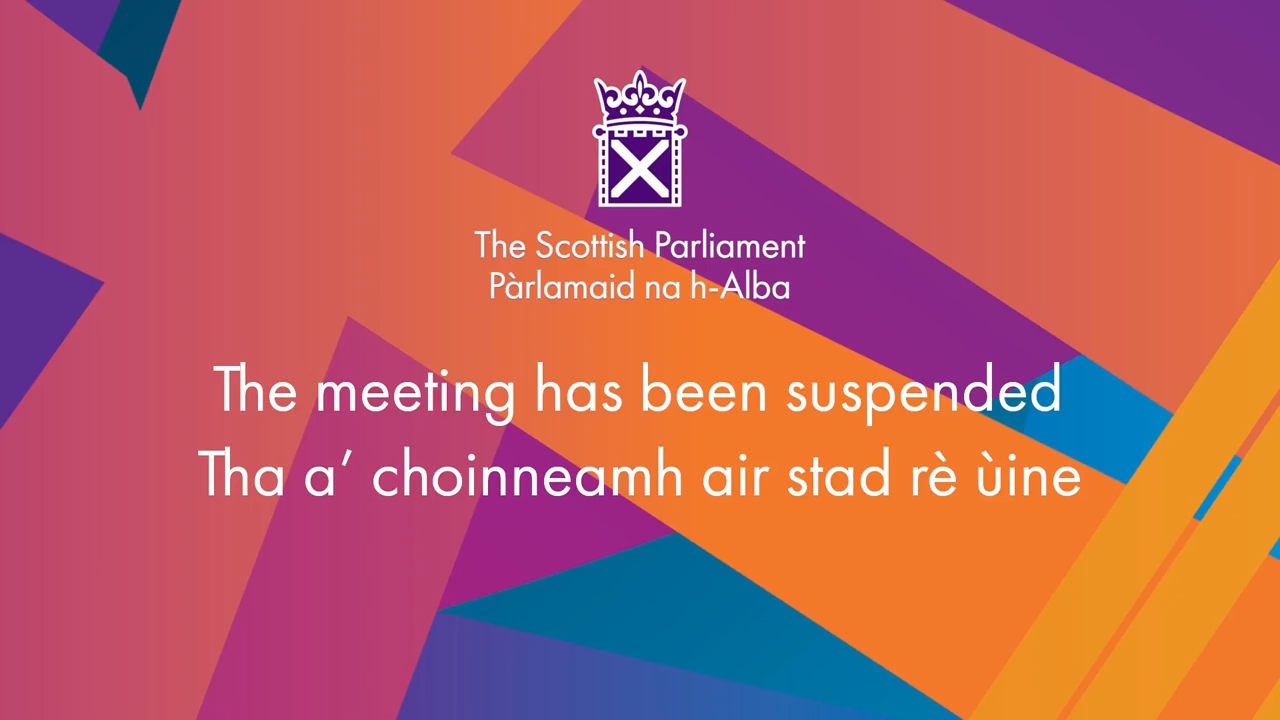 The Scottish Parliament
Pàrlamaid na h-Alba
The meeting has been suspended
Tha a’ choinneamh air stad rè ùine